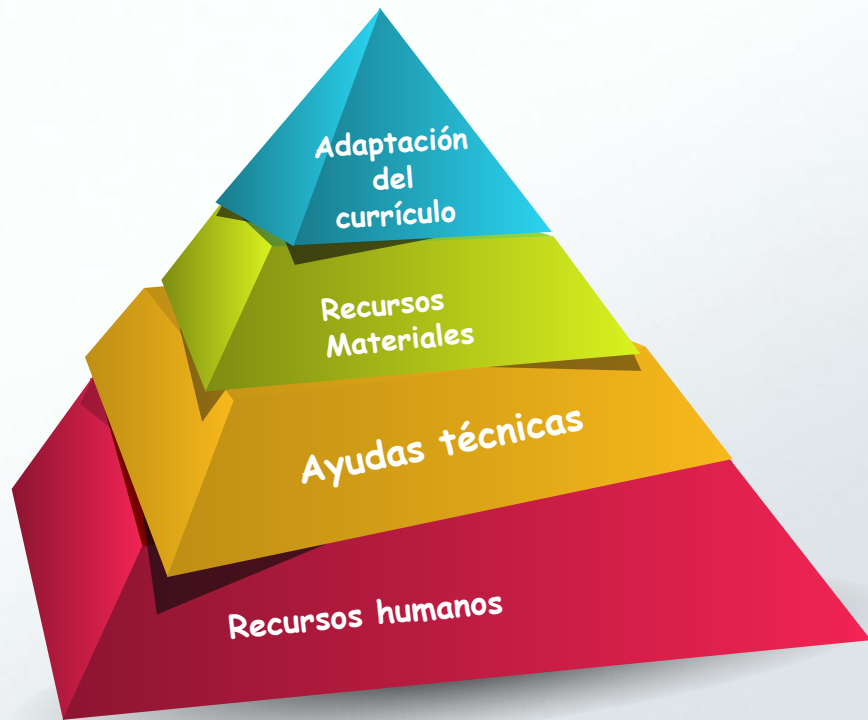 Adaptación
del
currículo
Recursos
Materiales
Ayudas técnicas
Recursos humanos